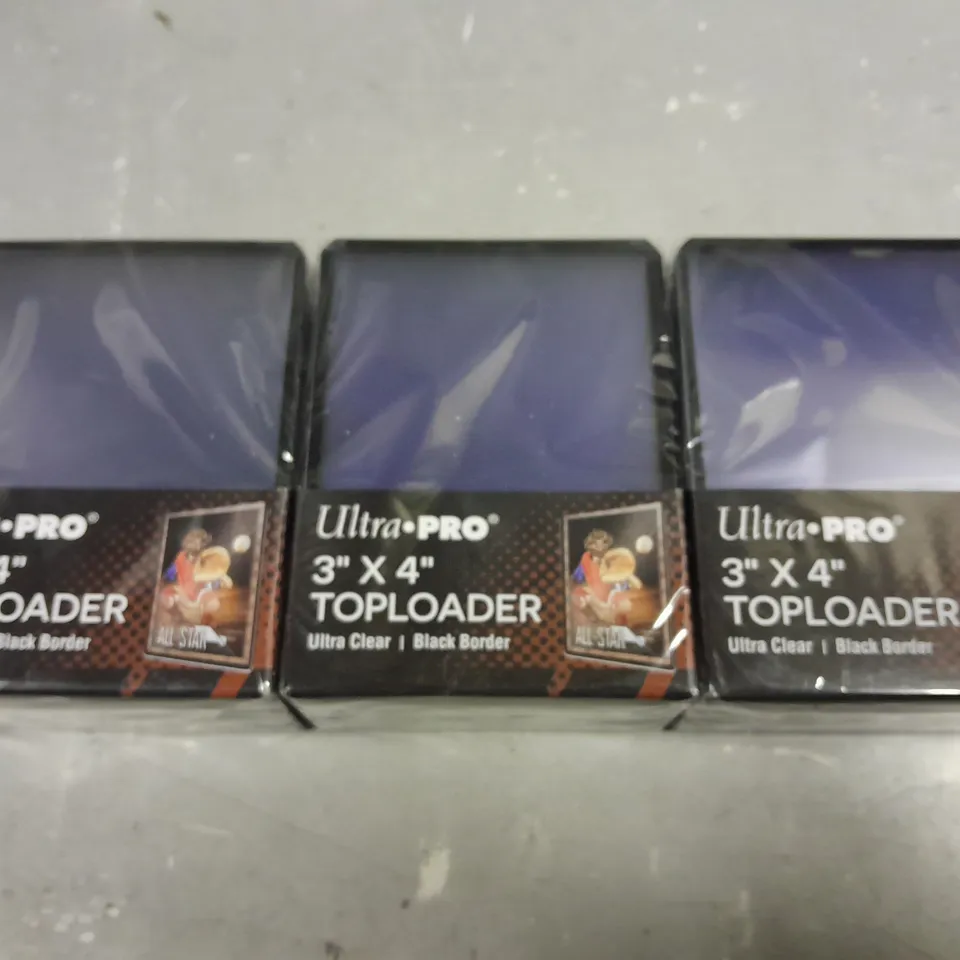 •PRO®
4"
OADER
Black Border
ALL-STAR
Ultra•PRO®
3" X 4"
TOPLOADER
Ultra Clear | Black Border
ALL-STAR
Ultra•PRO®
3" X 4"
TOPLOADER
Ultra Clear | Black Border